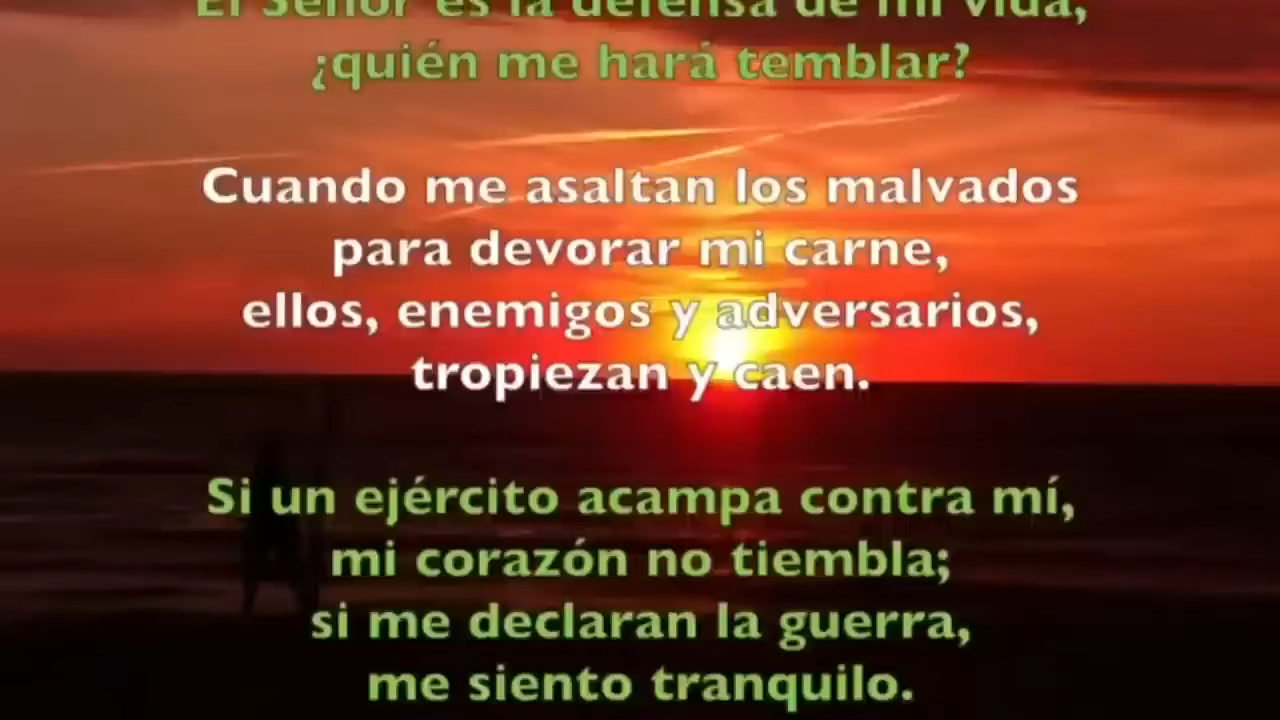 El Señor es la defensa de mi vida,
¿quién me hará temblar?
Cuando me asaltan los malvados
para devorar mi carne,
ellos, enemigos y adversarios,
tropiezan y caen.
Si un ejército acampa contra mí,
mi corazón no tiembla;
si me declaran la guerra,
me siento tranquilo.